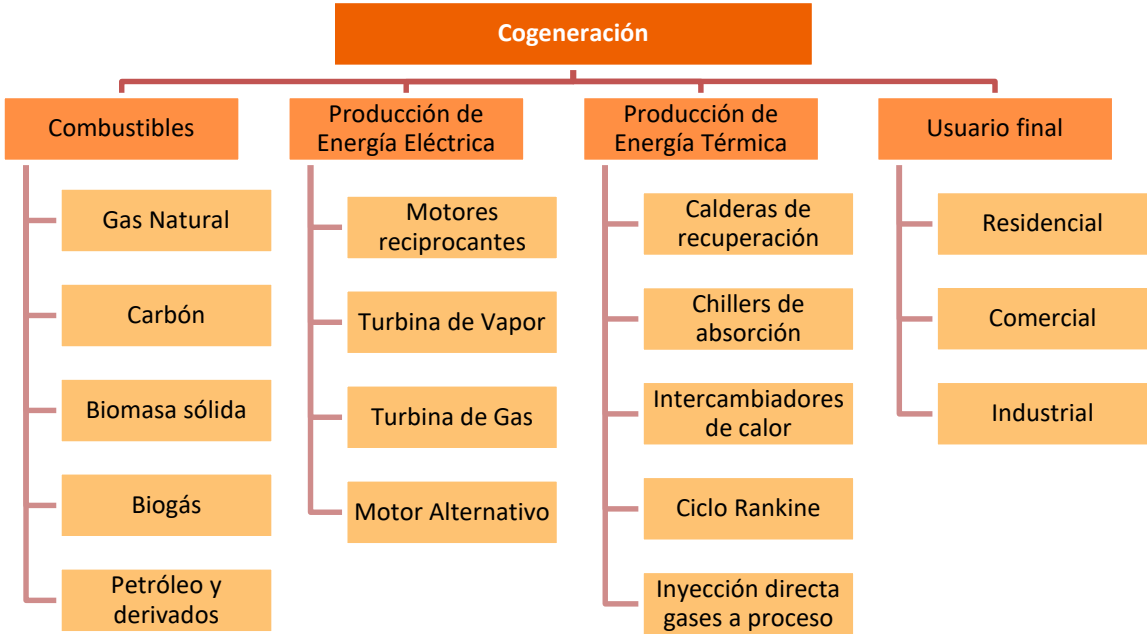 Cogeneración
Combustibles
Gas Natural
Carbón
Biomasa sólida
Biogás
Petróleo y
derivados
Producción de
Energía Eléctrica
Motores
reciprocantes
Turbina de Vapor
Turbina de Gas
Motor Alternativo
Producción de
Energía Térmica
Calderas de
recuperación
Chillers de
absorción
Intercambiadores
de calor
Ciclo Rankine
Inyección directa
gases a proceso
Usuario final
Residencial
Comercial
Industrial